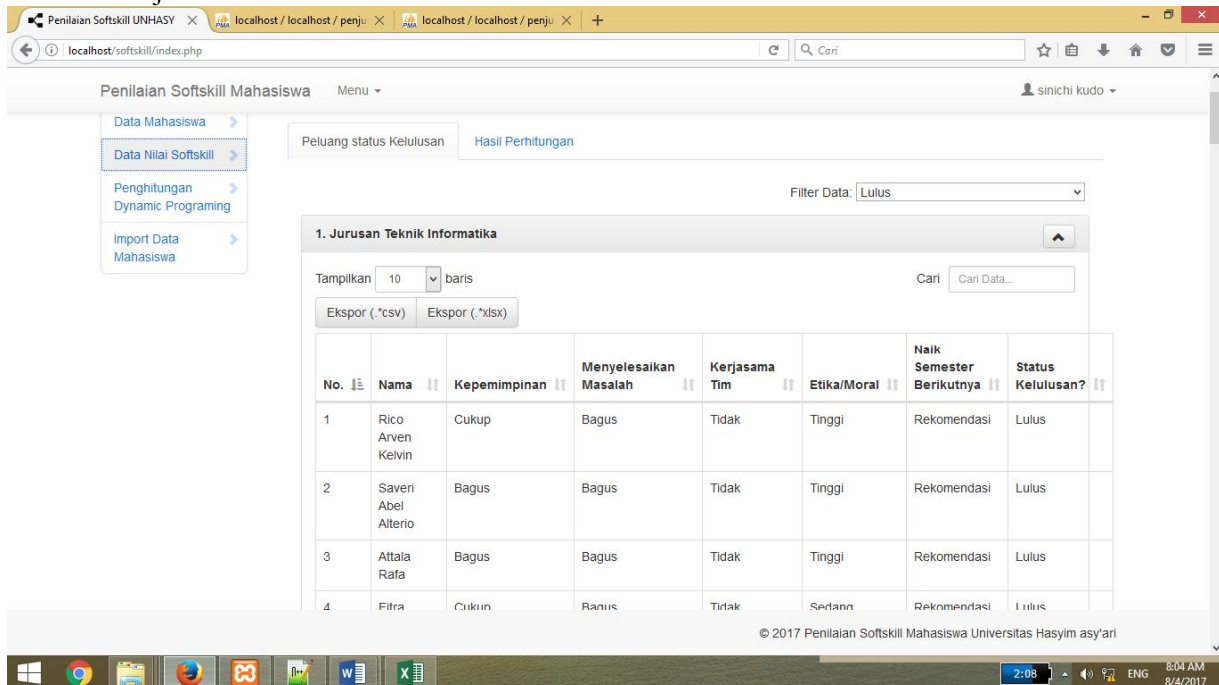 Penilaian Softskill UNHASY
localhost / localhost / penju
localhost / localhost / penju
localhost/softskill/index.php
Cari
Penilaian Softskill Mahasiswa Menu sinichi kudo
Data Mahasiswa
Data Nilai Softskill
Penghitungan
Dynamic Programing
Import Data
Mahasiswa
Peluang status Kelulusan Hasil Perhitungan
Filter Data: Lulus
1. Jurusan Teknik Informatika
Tampilkan 10 baris Cari Cari Data...
Ekspor (.*csv) Ekspor (.*xlsx)
No. Nama Kepemimpinan Menyelesaikan Masalah Kerjasama Tim Etika/Moral Naik Semester Berikutnya Status Kelulusan?
1 Rico Arven Kelvin Cukup Bagus Tidak Tinggi Rekomendasi Lulus
2 Saveri Abel Alterio Bagus Bagus Tidak Tinggi Rekomendasi Lulus
3 Attala Rafa Bagus Bagus Tidak Tinggi Rekomendasi Lulus
4 Fitra Cukup Bagus Tidak Sedang Rekomendasi Lulus
© 2017 Penilaian Softskill Mahasiswa Universitas Hasyim asy'ari
2:08 ENG 8:04 AM
8/4/2017